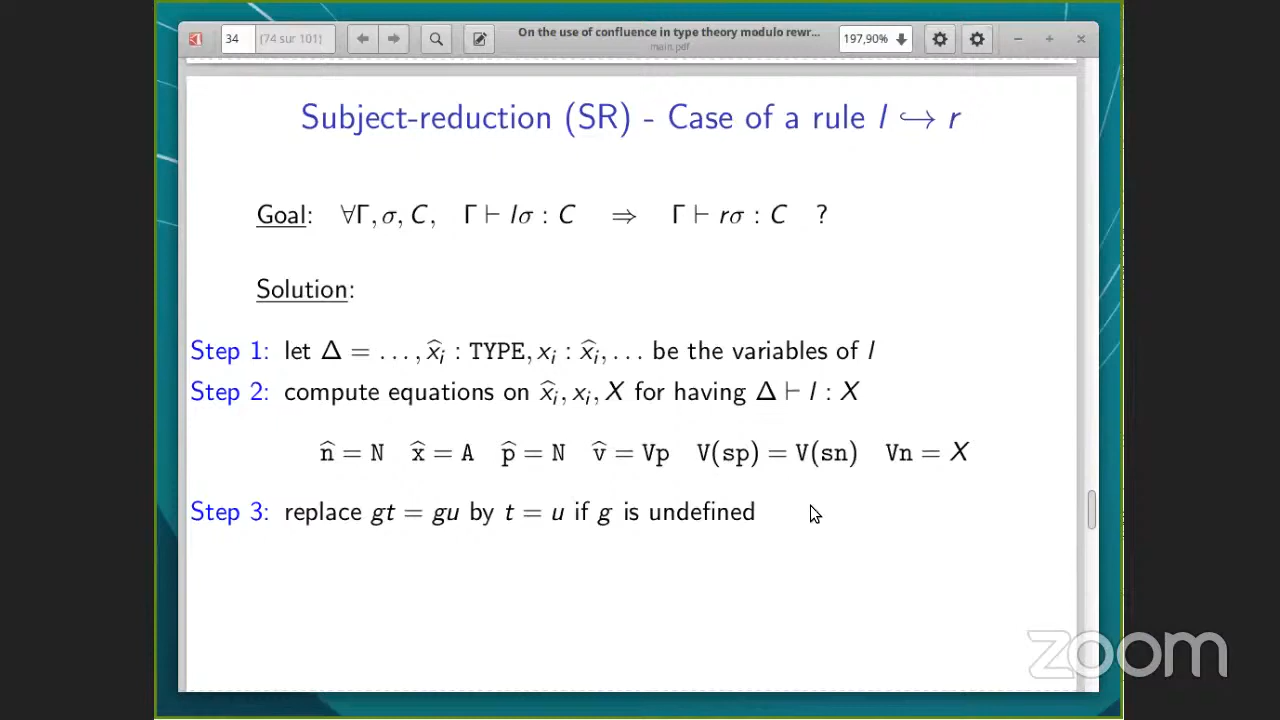 34 (74 sur 101) On the use of confluence in type theory modulo rewr... 197,90%
main.pdf
Subject-reduction (SR) - Case of a rule l ↪ r
Goal: ∀Γ, σ, C, Γ ⊢ lσ : C ⇒ Γ ⊢ rσ : C ?
Solution:
Step 1: let Δ = ..., x̂ᵢ : TYPE, xᵢ : x̂ᵢ, ... be the variables of l
Step 2: compute equations on x̂ᵢ, xᵢ, X for having Δ ⊢ l : X
n̂ = N x̂ = A p̂ = N v̂ = Vp V(sp) = V(sn) Vn = X
Step 3: replace gt = gu by t = u if g is undefined
zoom